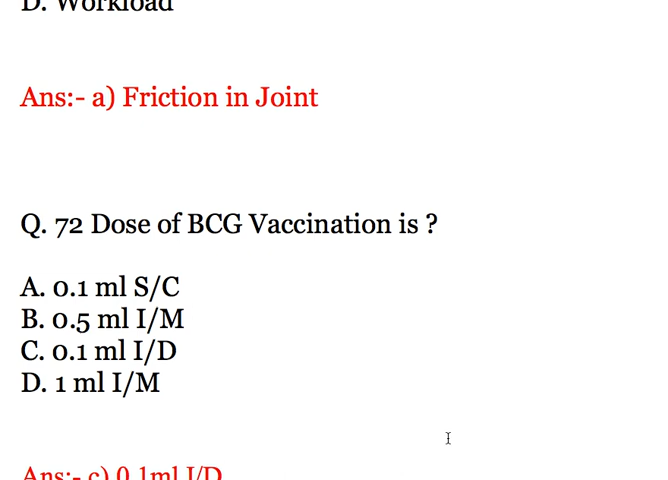 D. Workload
Ans:- a) Friction in Joint
Q. 72 Dose of BCG Vaccination is ?
A. 0.1 ml S/C
B. 0.5 ml I/M
C. 0.1 ml I/D
D. 1 ml I/M
Ans:- c) 0.1ml I/D